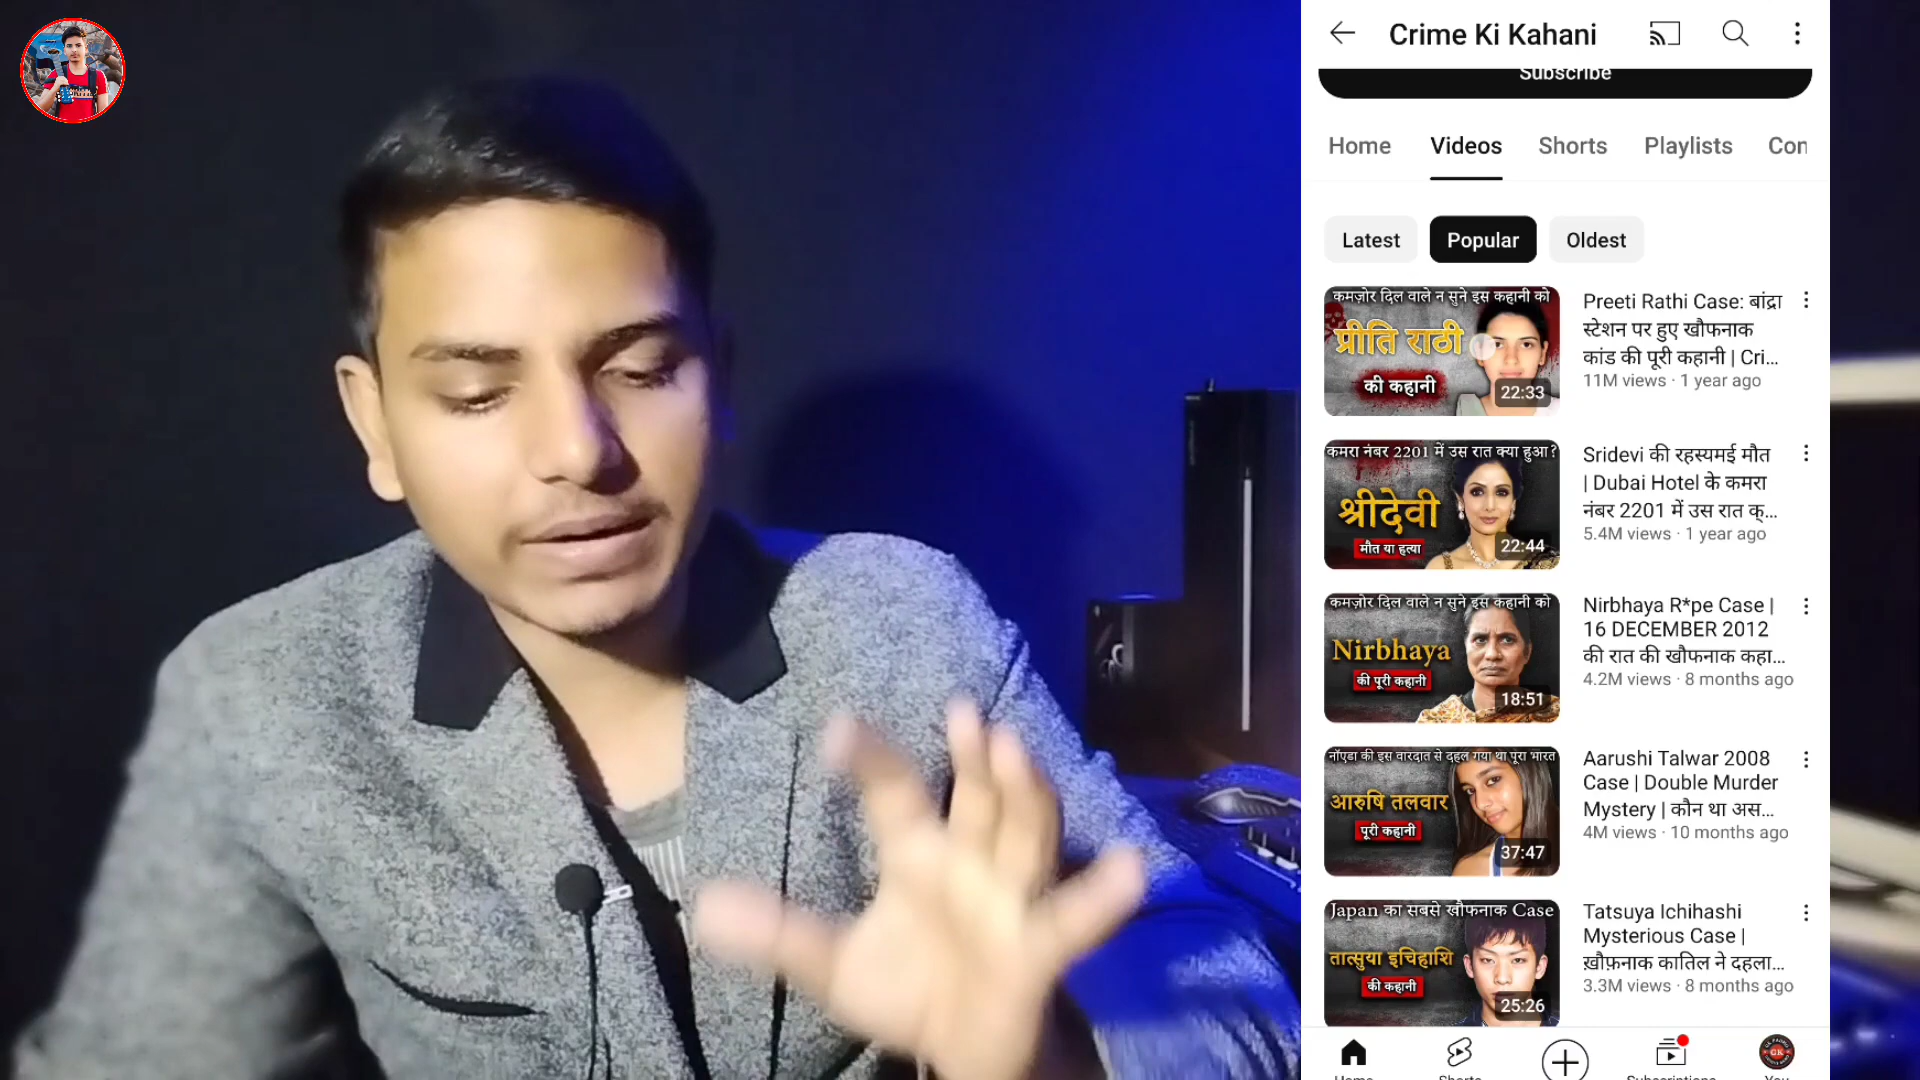 Crime Ki Kahani
Subscribe
Home Videos Shorts Playlists Con
Latest Popular Oldest
कमज़ोर दिल वाले न सुने इस कहानी को
प्रीति राठी
की कहानी
22:33
Preeti Rathi Case: बांद्रा
स्टेशन पर हुए खौफनाक
कांड की पूरी कहानी | Cri...
11M views · 1 year ago
कमरा नंबर 2201 में उस रात क्या हुआ?
श्रीदेवी
मौत या हत्या
22:44
Sridevi की रहस्यमई मौत
| Dubai Hotel के कमरा
नंबर 2201 में उस रात क्...
5.4M views · 1 year ago
कमज़ोर दिल वाले न सुने इस कहानी को
Nirbhaya
की पूरी कहानी
18:51
Nirbhaya R*pe Case |
16 DECEMBER 2012
की रात की खौफनाक कहा...
4.2M views · 8 months ago
नॉएडा की इस वारदात से दहल गया था पूरा भारत
आरुषि तलवार
पूरी कहानी
37:47
Aarushi Talwar 2008
Case | Double Murder
Mystery | कौन था अस...
4M views · 10 months ago
Japan का सबसे खौफनाक Case
तात्सुया इचिहाशि
की कहानी
25:26
Tatsuya Ichihashi
Mysterious Case |
ख़ौफ़नाक कातिल ने दहला...
3.3M views · 8 months ago
Home Shorts Subscriptions You